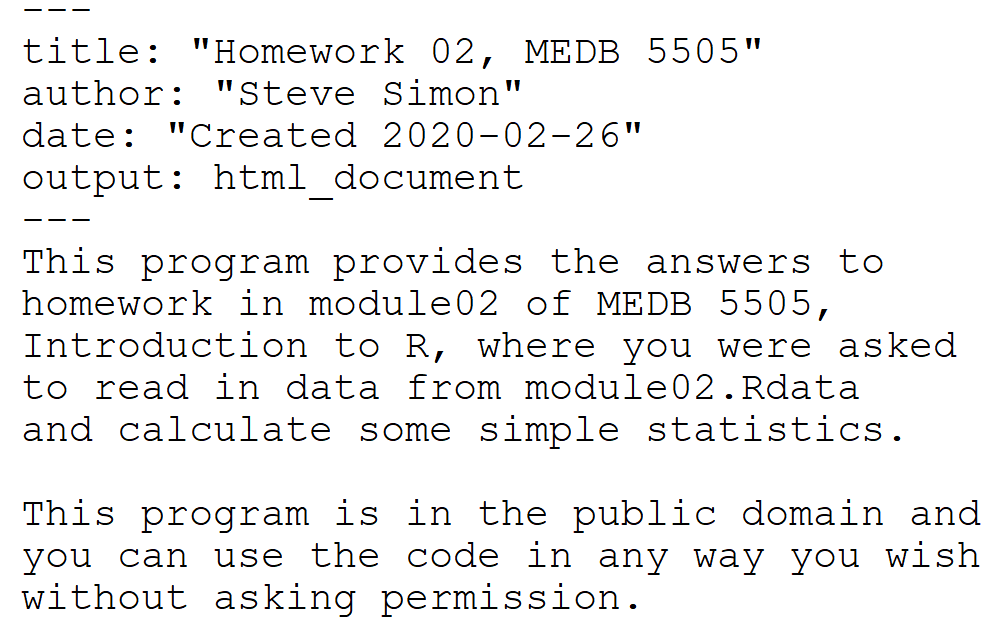 ---
title: "Homework 02, MEDB 5505"
author: "Steve Simon"
date: "Created 2020-02-26"
output: html_document
---
This program provides the answers to
homework in module02 of MEDB 5505,
Introduction to R, where you were asked
to read in data from module02.Rdata
and calculate some simple statistics.

This program is in the public domain and
you can use the code in any way you wish
without asking permission.